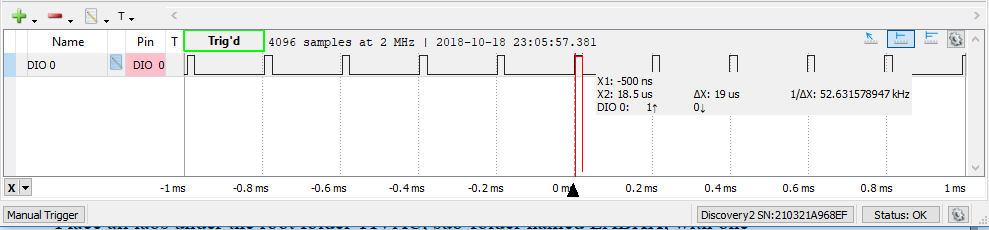 T
Name Pin T Trig'd 4096 samples at 2 MHz | 2018-10-18 23:05:57.381
DIO 0 DIO 0
X1: -500 ns
X2: 18.5 us ΔX: 19 us 1/ΔX: 52.631578947 kHz
DIO 0: 1↑ 0↓
X -1 ms -0.8 ms -0.6 ms -0.4 ms -0.2 ms 0 ms 0.2 ms 0.4 ms 0.6 ms 0.8 ms 1 ms
Manual Trigger Discovery2 SN:210321A968EF Status: OK